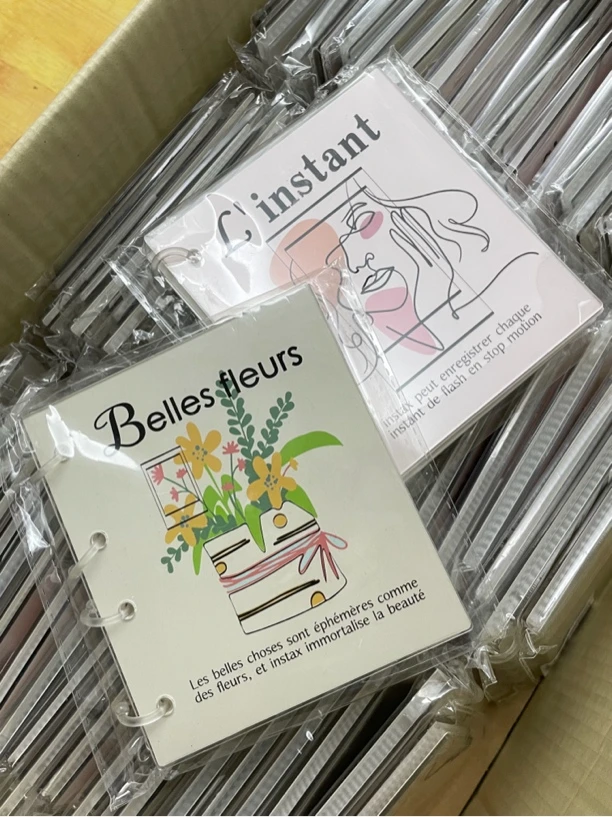 L'instant
instax peut enregistrer chaque
instant de flash en stop motion
Belles fleurs
Les belles choses sont éphémères comme
des fleurs, et instax immortalise la beauté